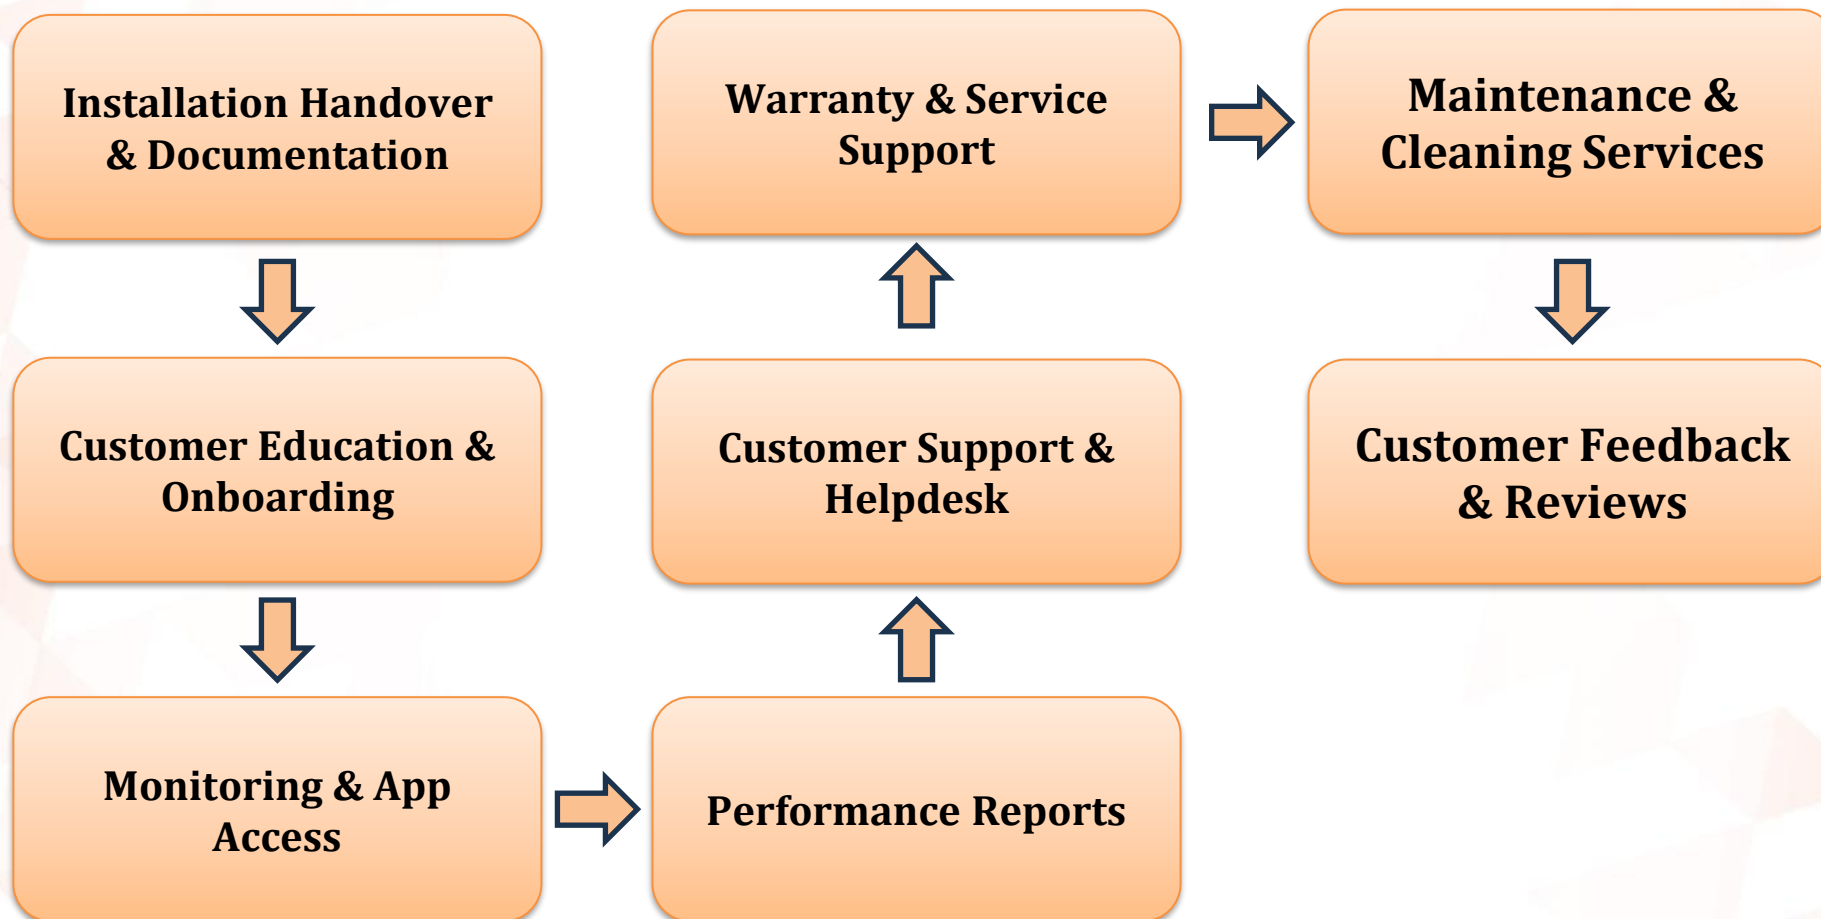 Installation Handover
& Documentation
Customer Education &
Onboarding
Monitoring & App
Access
Performance Reports
Customer Support &
Helpdesk
Warranty & Service
Support
Maintenance &
Cleaning Services
Customer Feedback
& Reviews